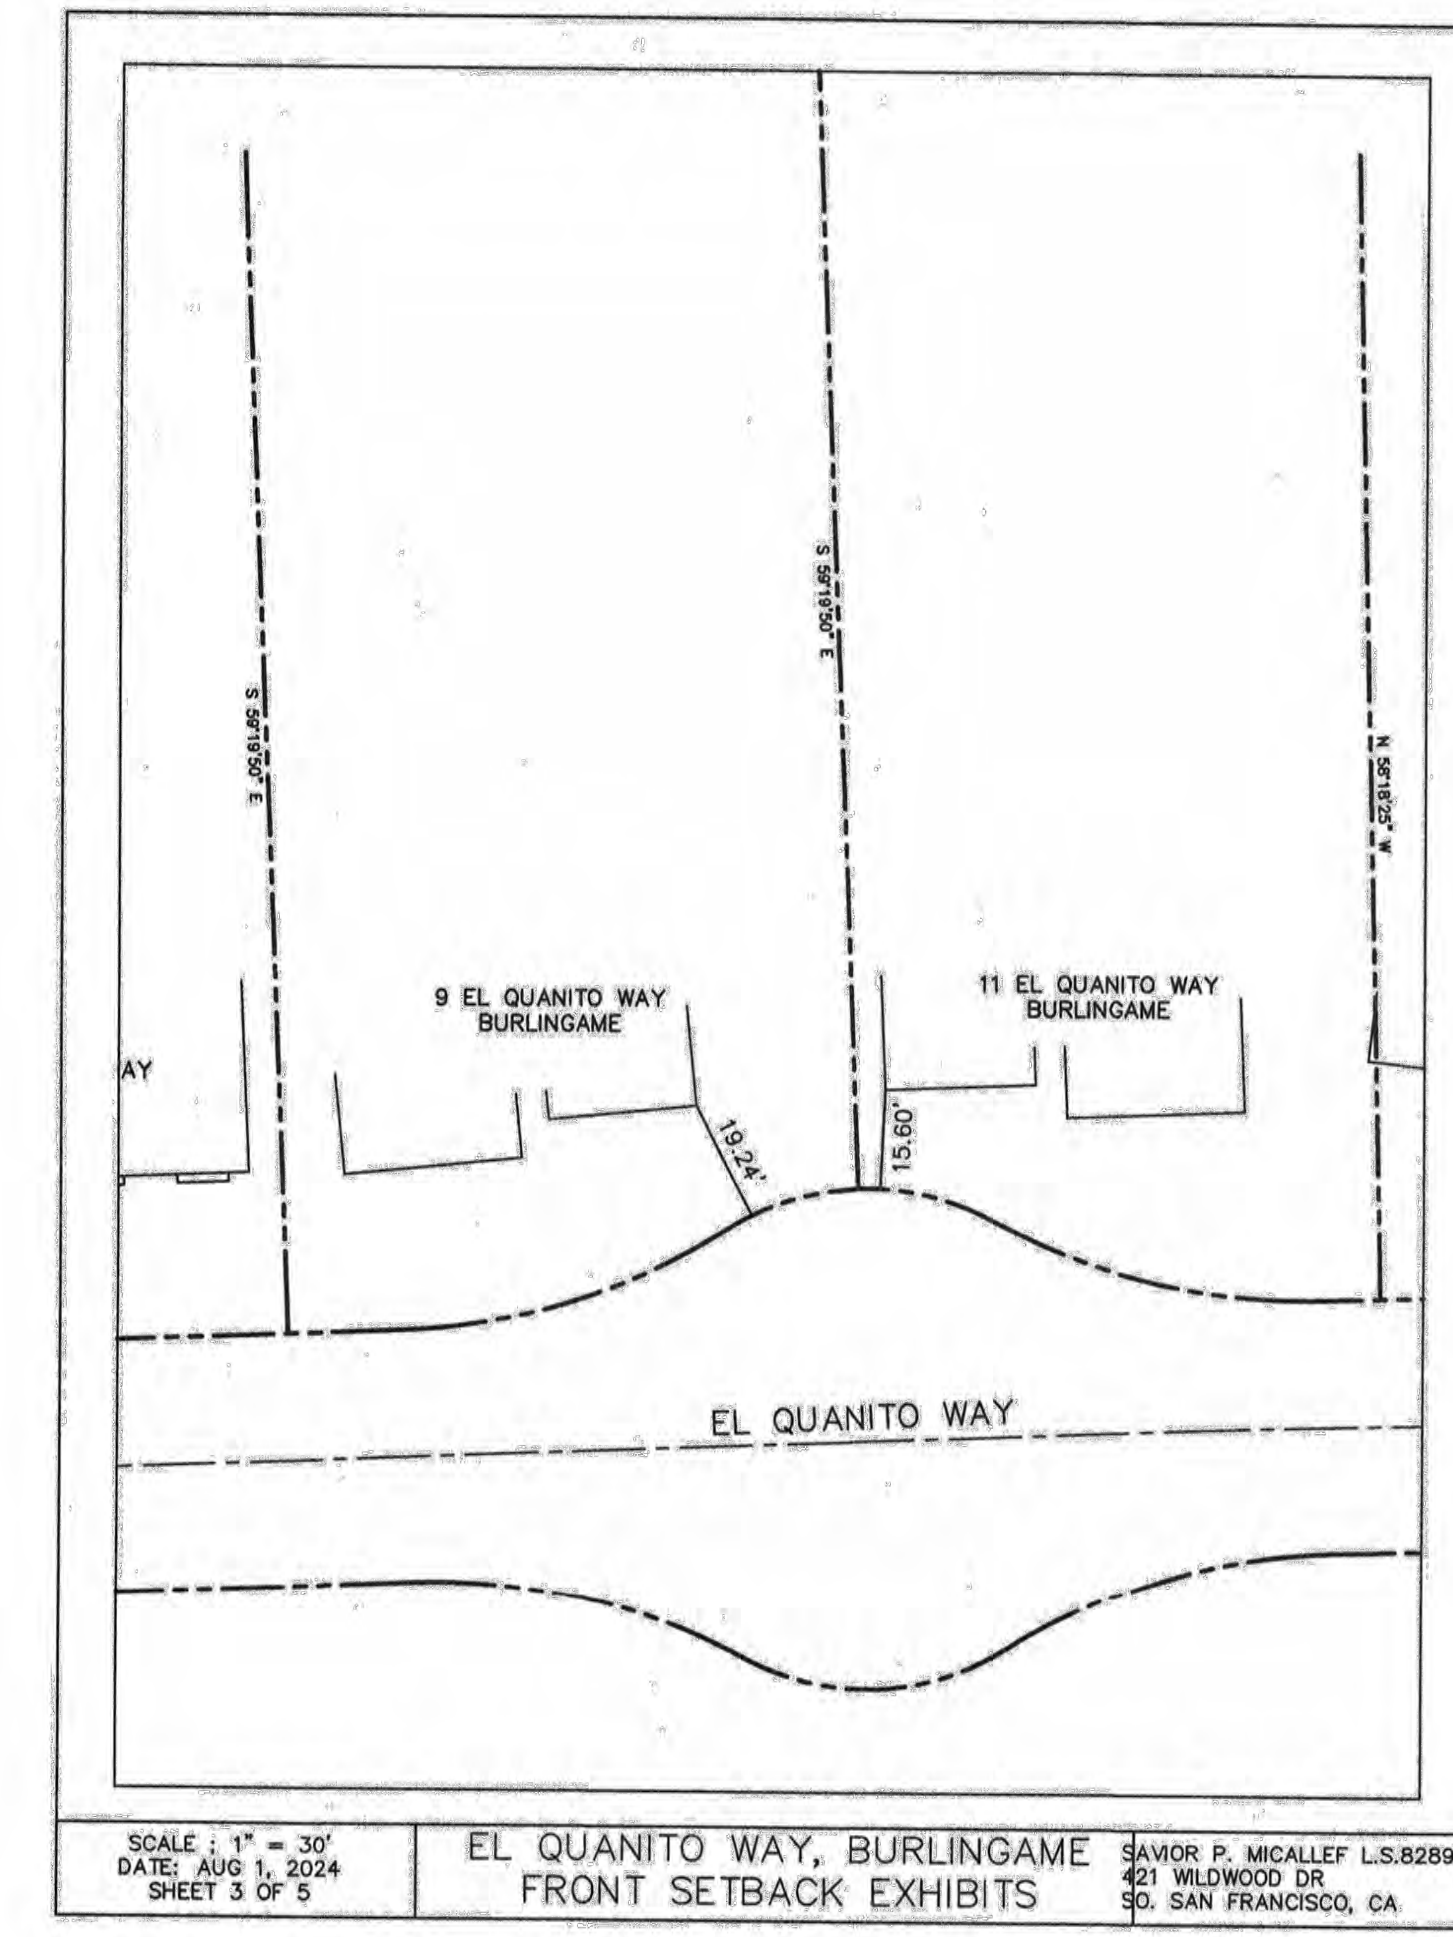 S 59°19'50" E
S 59°19'50" E
N 58°18'25" W
9 EL QUANITO WAY
BURLINGAME
11 EL QUANITO WAY
BURLINGAME
AY
19.24'
15.60'
EL QUANITO WAY
SCALE : 1" = 30'
DATE: AUG 1, 2024
SHEET 3 OF 5
EL QUANITO WAY, BURLINGAME
FRONT SETBACK EXHIBITS
SAVIOR P. MICALLEF L.S.8289
421 WILDWOOD DR
SO. SAN FRANCISCO, CA